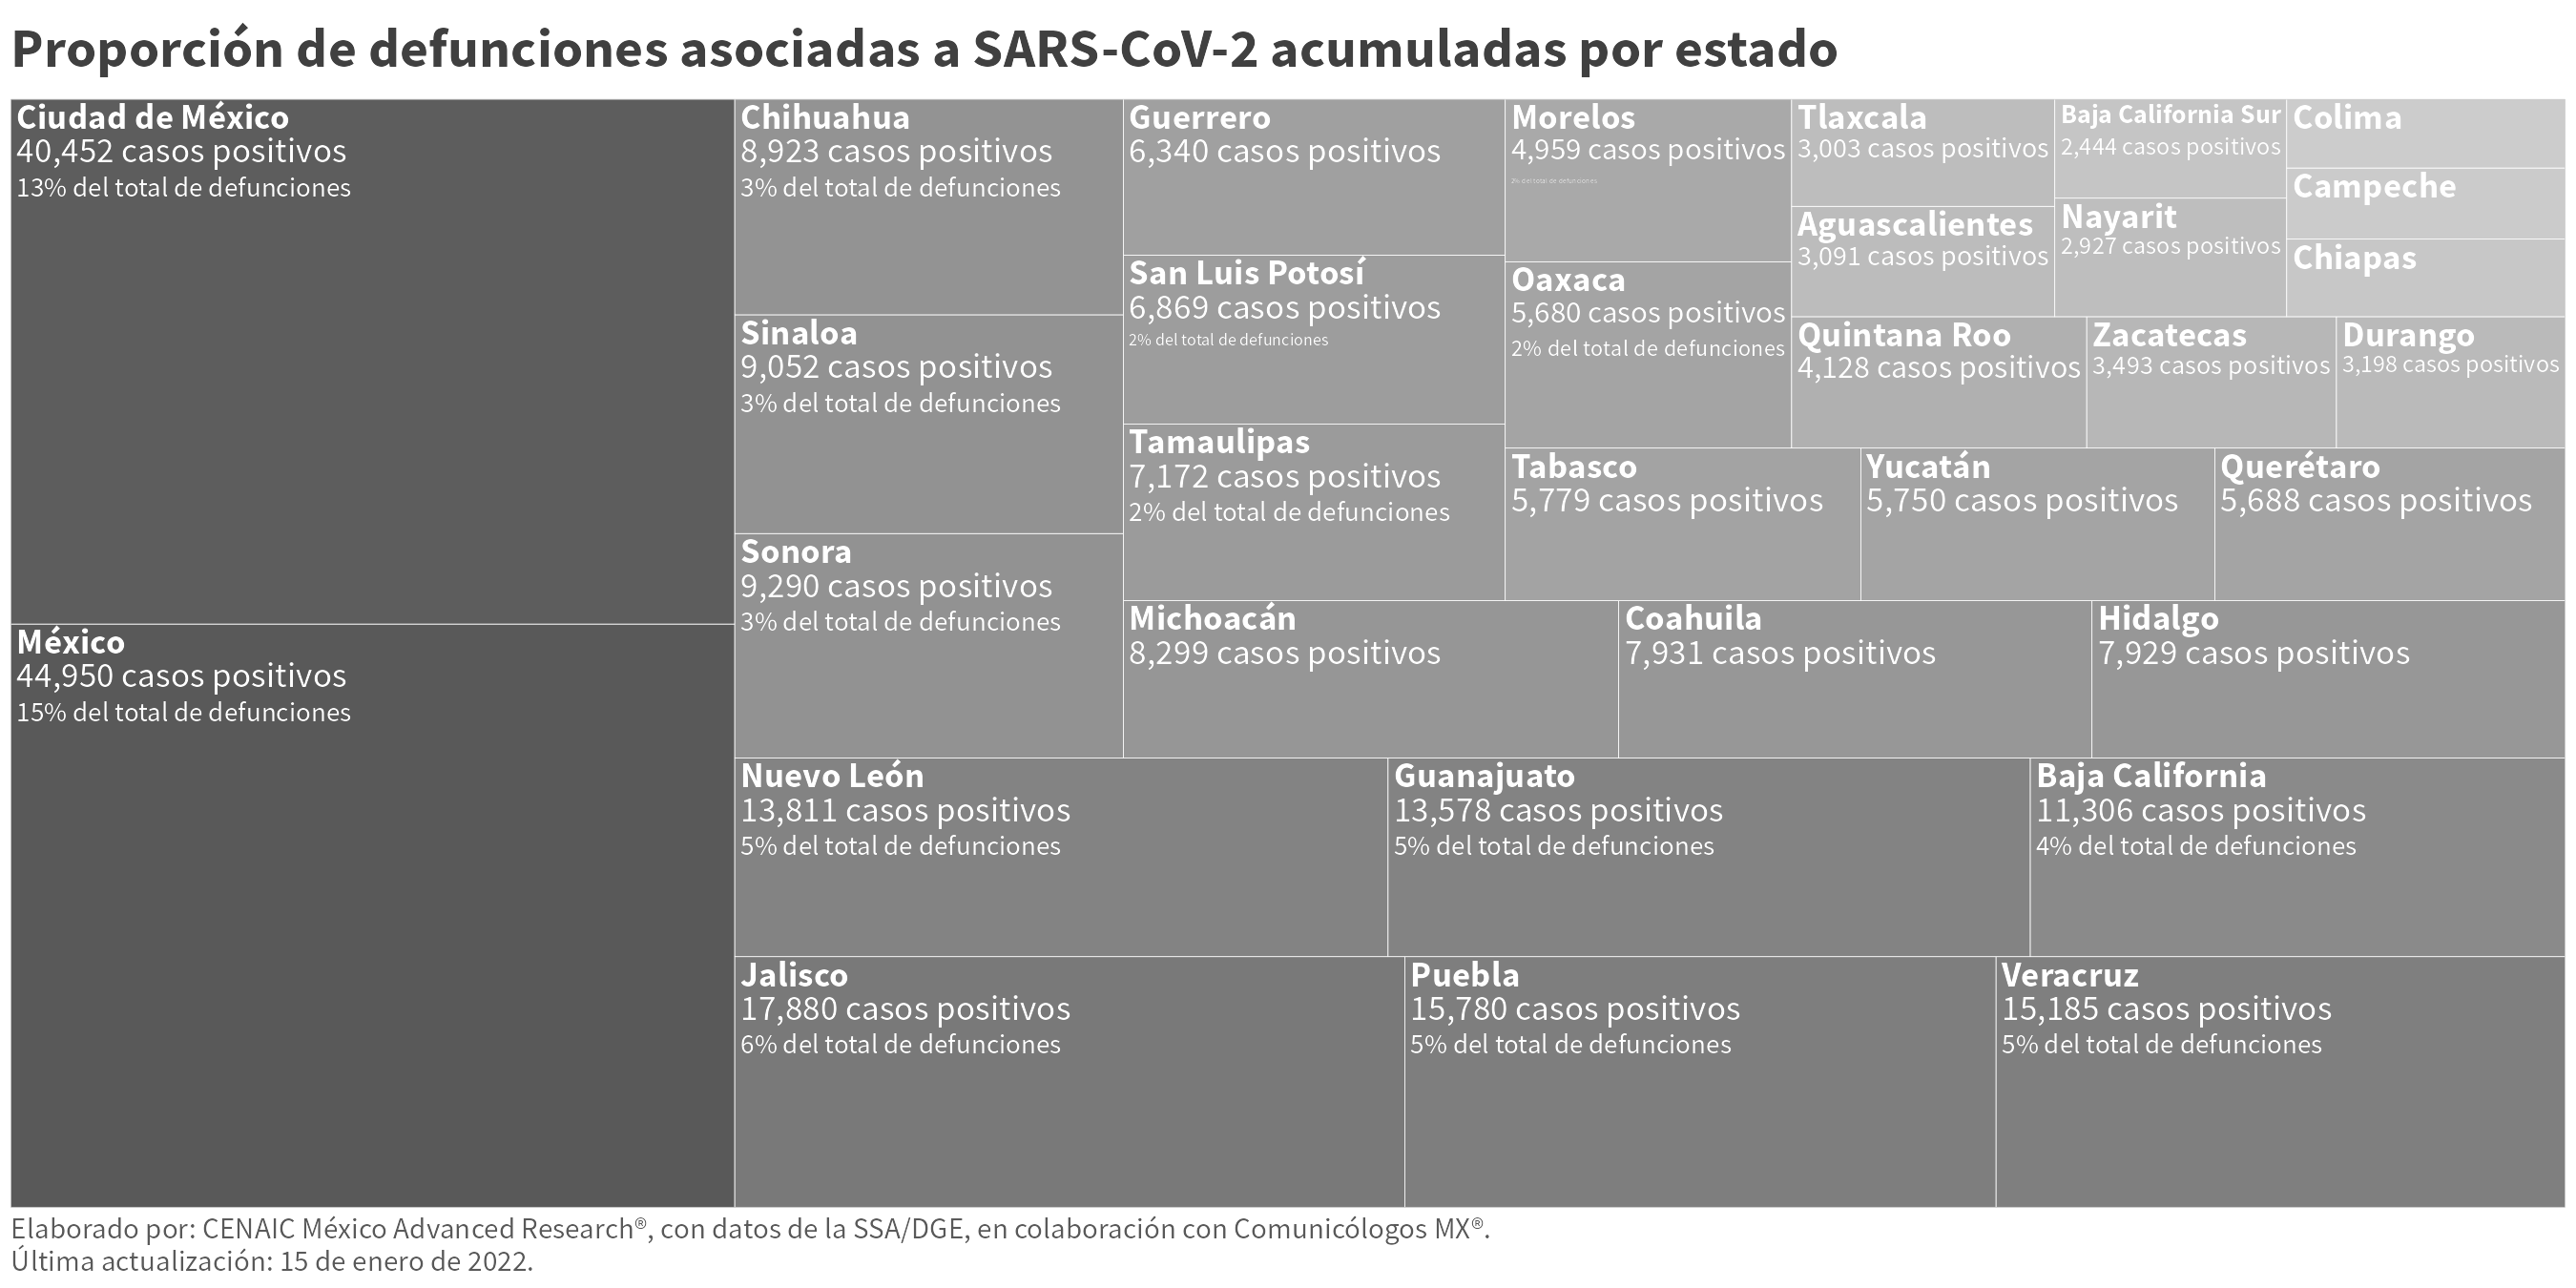 Proporción de defunciones asociadas a SARS-CoV-2 acumuladas por estado
Ciudad de México
40,452 casos positivos
13% del total de defunciones
México
44,950 casos positivos
15% del total de defunciones
Chihuahua
8,923 casos positivos
3% del total de defunciones
Sinaloa
9,052 casos positivos
3% del total de defunciones
Sonora
9,290 casos positivos
3% del total de defunciones
Guerrero
6,340 casos positivos
San Luis Potosí
6,869 casos positivos
2% del total de defunciones
Tamaulipas
7,172 casos positivos
2% del total de defunciones
Morelos
4,959 casos positivos
2% del total de defunciones
Oaxaca
5,680 casos positivos
2% del total de defunciones
Tlaxcala
3,003 casos positivos
Aguascalientes
3,091 casos positivos
Baja California Sur
2,444 casos positivos
Nayarit
2,927 casos positivos
Colima
Campeche
Chiapas
Quintana Roo
4,128 casos positivos
Zacatecas
3,493 casos positivos
Durango
3,198 casos positivos
Tabasco
5,779 casos positivos
Yucatán
5,750 casos positivos
Querétaro
5,688 casos positivos
Michoacán
8,299 casos positivos
Coahuila
7,931 casos positivos
Hidalgo
7,929 casos positivos
Nuevo León
13,811 casos positivos
5% del total de defunciones
Guanajuato
13,578 casos positivos
5% del total de defunciones
Baja California
11,306 casos positivos
4% del total de defunciones
Jalisco
17,880 casos positivos
6% del total de defunciones
Puebla
15,780 casos positivos
5% del total de defunciones
Veracruz
15,185 casos positivos
5% del total de defunciones
Elaborado por: CENAIC México Advanced Research®, con datos de la SSA/DGE, en colaboración con Comunicólogos MX®.
Última actualización: 15 de enero de 2022.